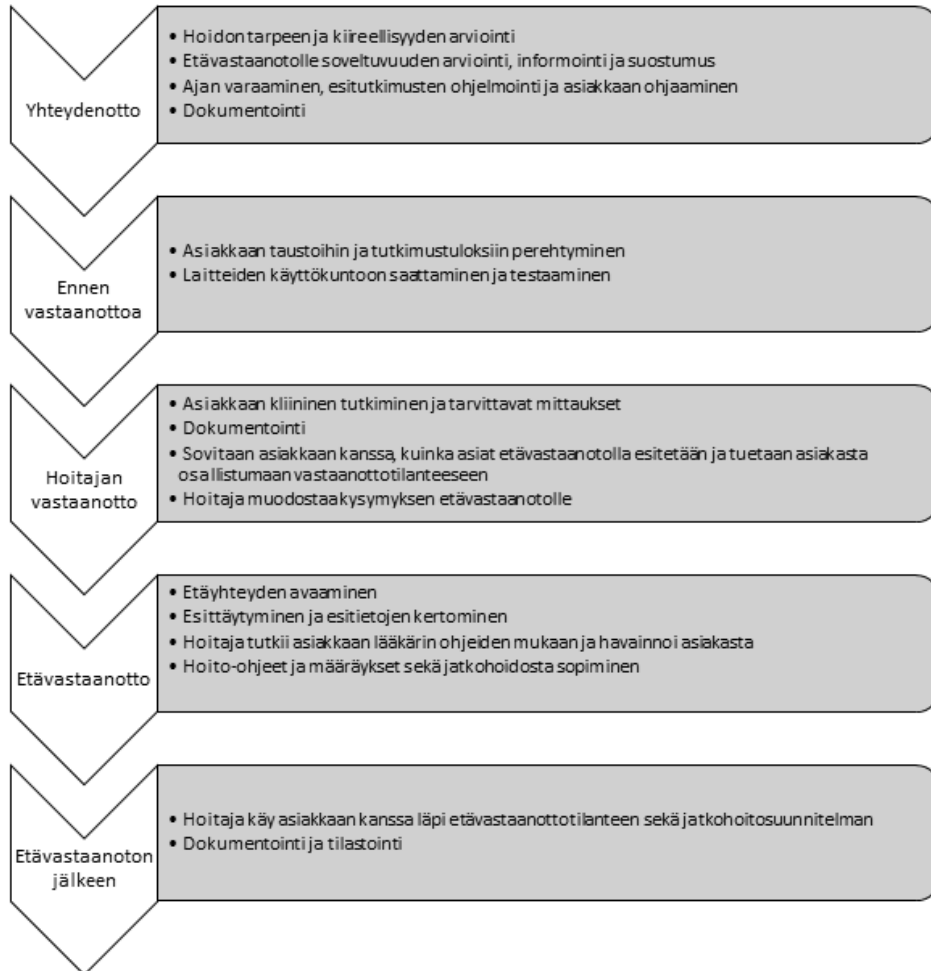 Yhteydenotto
• Hoidon tarpeen ja kiireellisyyden arviointi
• Etävastaanotolle soveltuvuuden arviointi, informointi ja suostumus
• Ajan varaaminen, esitutkimusten ohjelmointi ja asiakkaan ohjaaminen
• Dokumentointi
Ennen
vastaanottoa
• Asiakkaan taustoihin ja tutkimustuloksiin perehtyminen
• Laitteiden käyttökuntoon saattaminen ja testaaminen
Hoitajan
vastaanotto
• Asiakkaan kliininen tutkiminen ja tarvittavat mittaukset
• Dokumentointi
• Sovitaan asiakkaan kanssa, kuinka asiat etävastaanotolla esitetään ja tuetaan asiakasta
osallistumaan vastaanottotilanteeseen
• Hoitaja muodostaa kysymyksen etävastaanotolle
Etävastaanotto
• Etäyhteyden avaaminen
• Esittäytyminen ja esitietojen kertominen
• Hoitaja tutkii asiakkaan lääkärin ohjeiden mukaan ja havainnoi asiakasta
• Hoito-ohjeet ja määräykset sekä jatkohoidosta sopiminen
Etävastaanoton
jälkeen
• Hoitaja käy asiakkaan kanssa läpi etävastaanottotilanteen sekä jatkohoitosuunnitelman
• Dokumentointi ja tilastointi